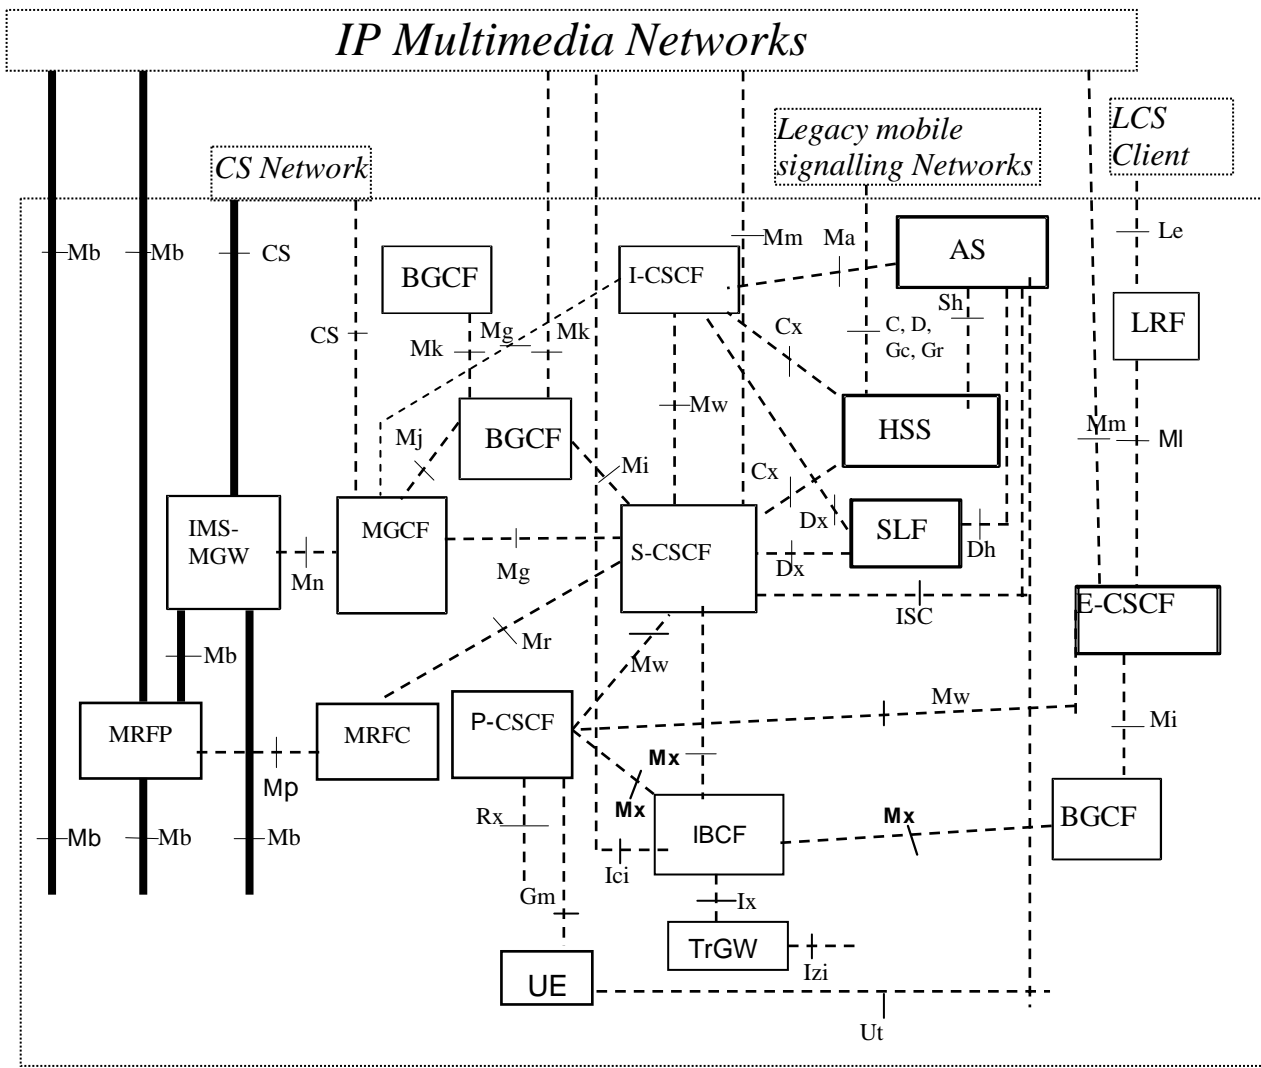 IP Multimedia Networks
Legacy mobile
signalling Networks
LCS
Client
CS Network
Mb
Mb
CS
BGCF
I-CSCF
Mm
Ma
AS
Le
Sh
LRF
CS
Mk
Mg
Mk
Cx
C, D,
Gc, Gr
Mw
Mj
BGCF
Mi
HSS
Mm
Ml
Cx
IMS-
MGW
MGCF
Dx
SLF
S-CSCF
Mn
Mg
Dx
Dh
ISC
E-CSCF
Mb
Mr
Mw
Mw
MRFP
MRFC
P-CSCF
Mi
Mx
Mp
Mx
Rx
Mx
BGCF
Mb
Mb
Mb
IBCF
Ici
Gm
Ix
TrGW
Izi
UE
Ut